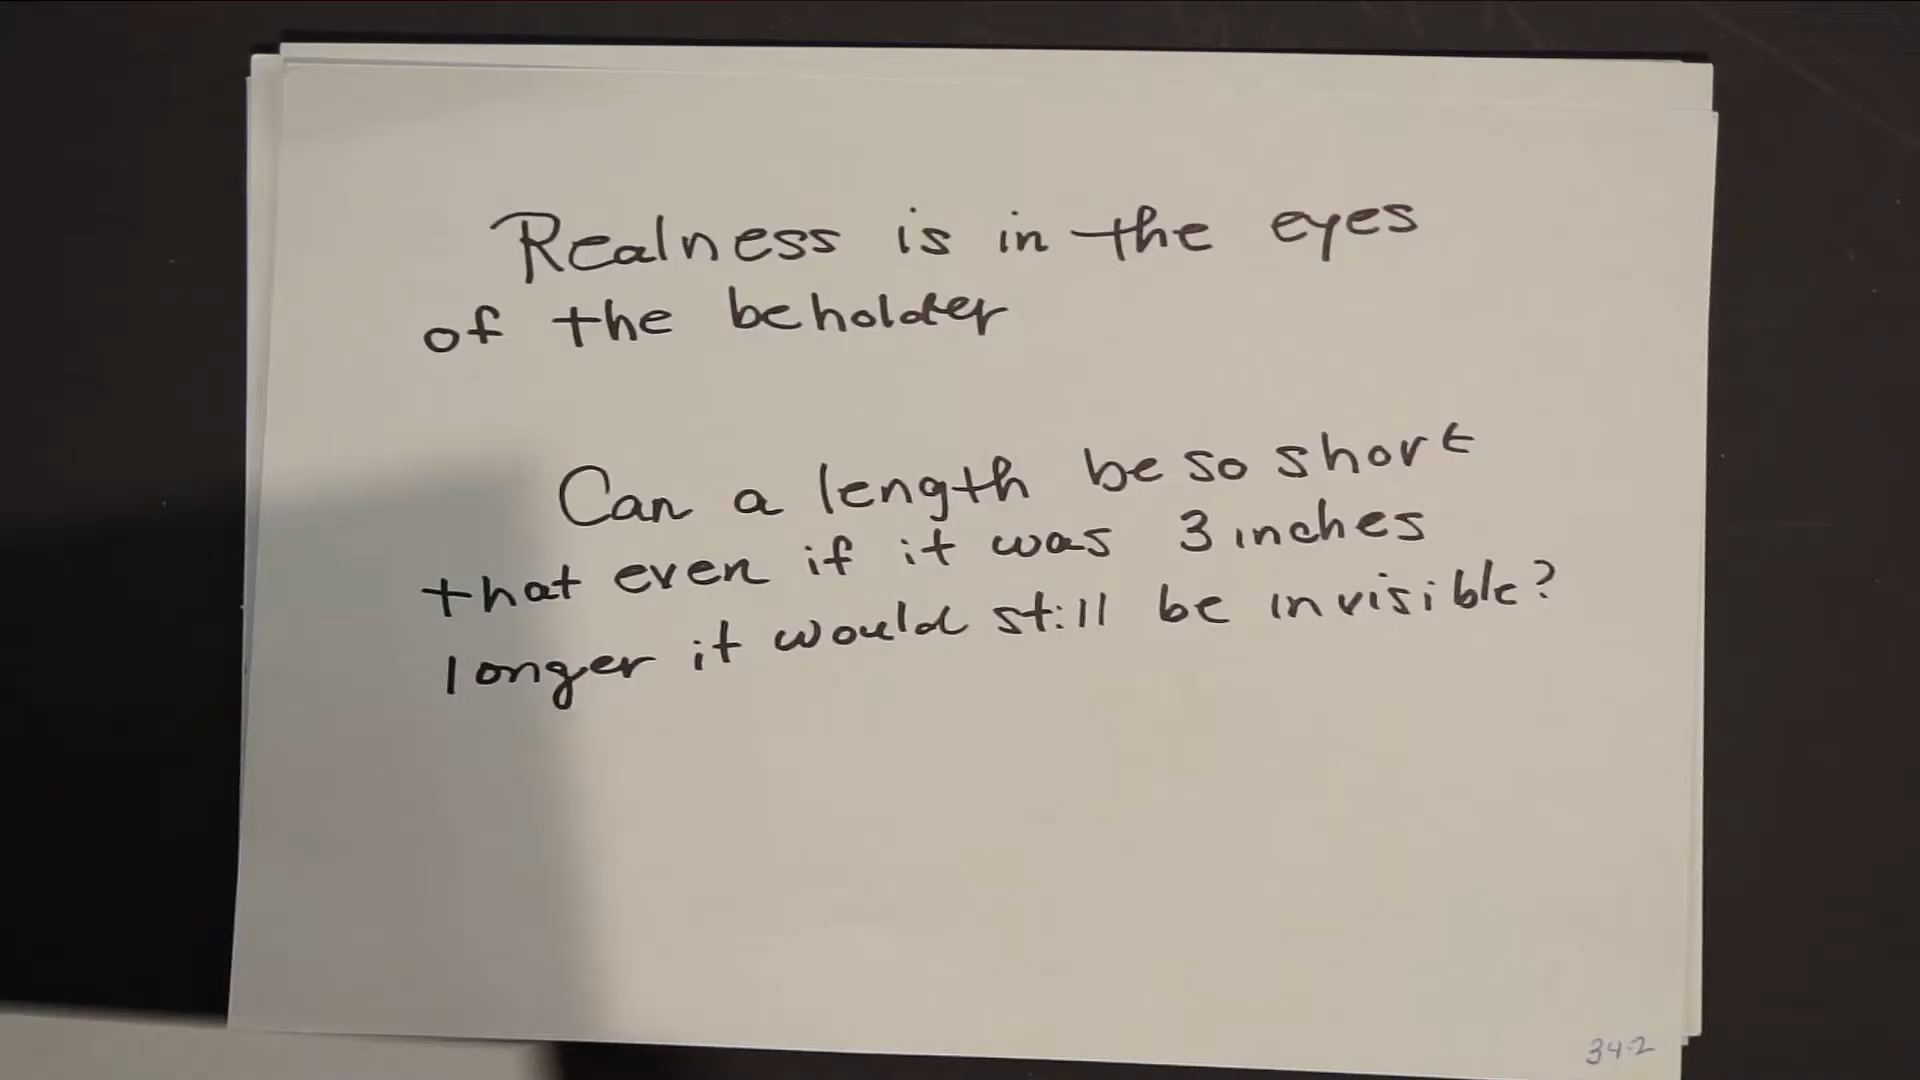 Realness is in the eyes
of the beholder
Can a length be so short
that even if it was 3 inches
longer it would still be invisible?
34.2